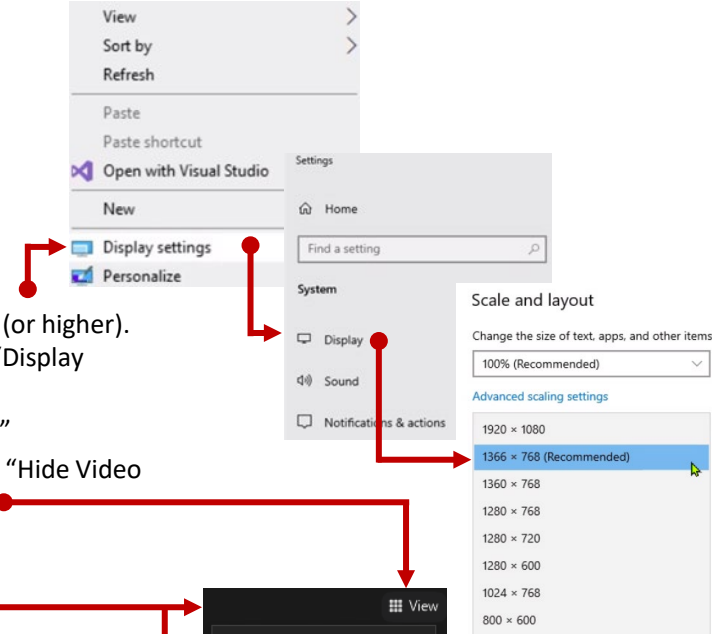 View
Sort by
Refresh
Paste
Paste shortcut
Open with Visual Studio
New
Display settings
Personalize
Settings
Home
Find a setting
System
Display
Sound
Notifications & actions
Scale and layout
Change the size of text, apps, and other items
100% (Recommended)
Advanced scaling settings
1920 × 1080
1366 × 768 (Recommended)
1360 × 768
1280 × 768
1280 × 720
1280 × 600
1024 × 768
800 × 600
(or higher).
“Display
”
“Hide Video
View